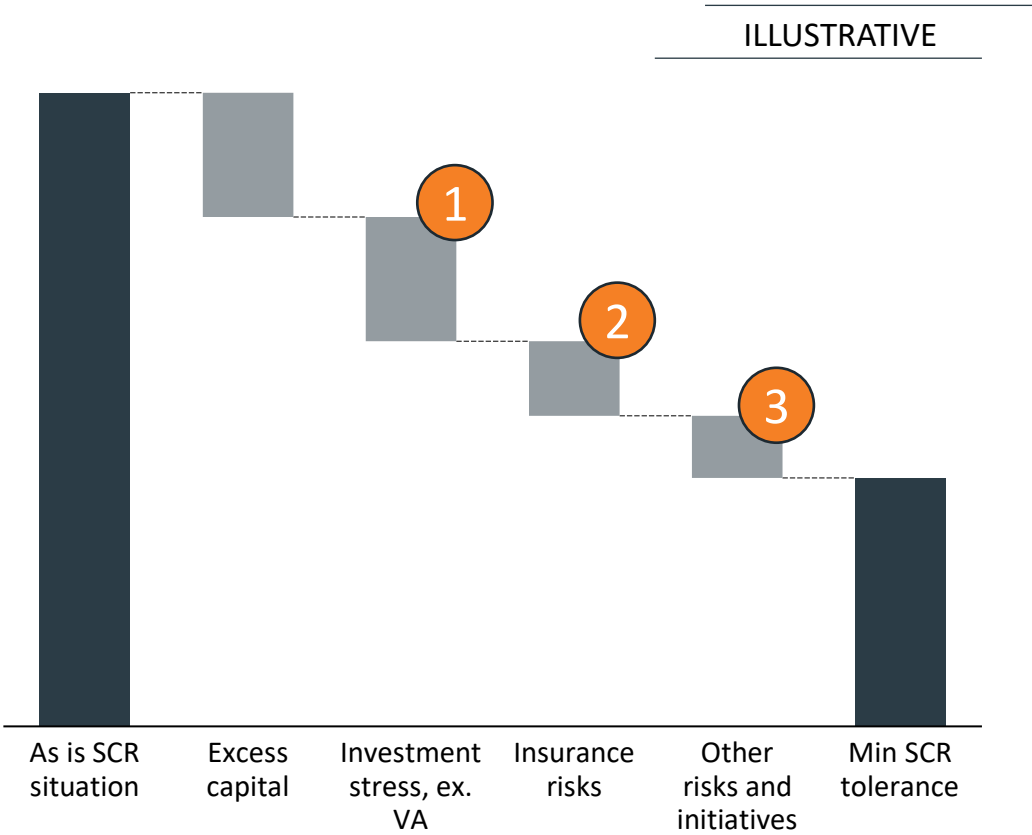 ILLUSTRATIVE
1
2
3
As is SCR
situation
Excess
capital
Investment
stress, ex.
VA
Insurance
risks
Other
risks and
initiatives
Min SCR
tolerance